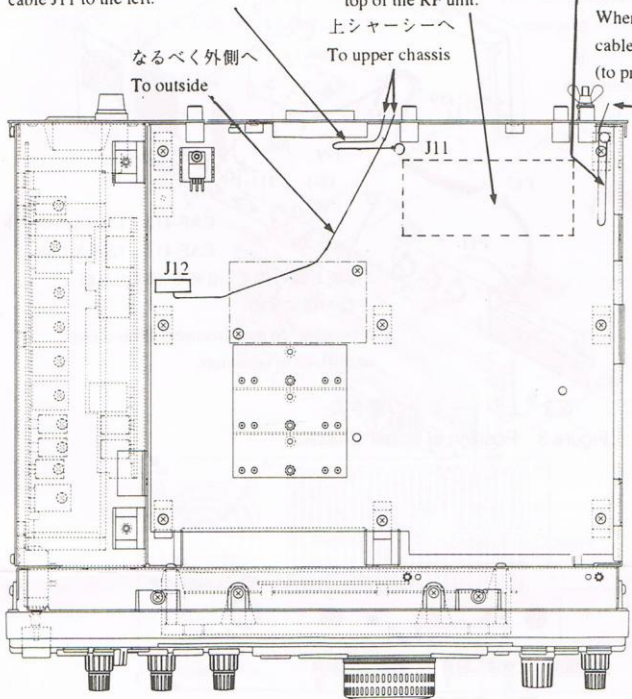 cable J11 to the left.
top of the RF unit.
When
cable
(to pr
上シャーシーへ
To upper chassis
なるべく外側へ
To outside
J11
J12